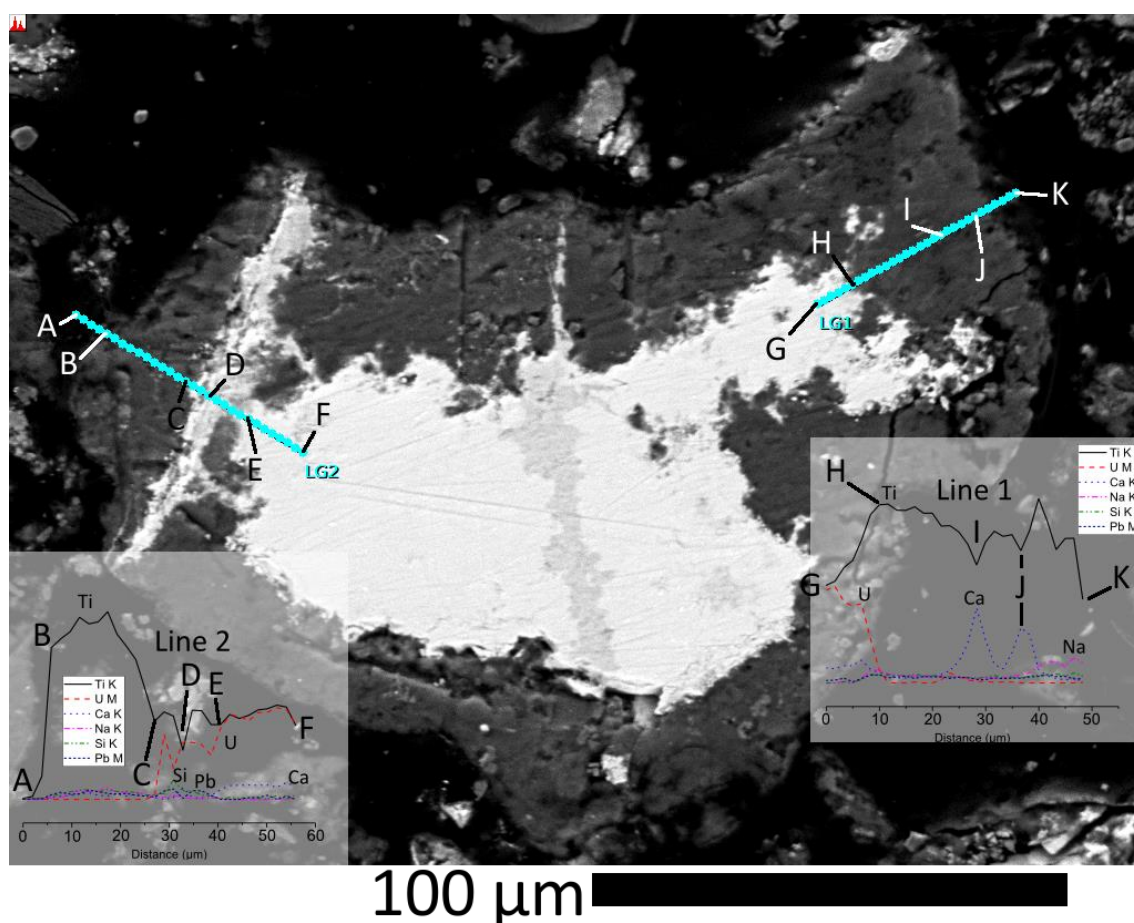 K
I
H
J
LG1
G
A
B
D
C
F
E
LG2
H
Ti
Line 1
Ti K
U M
Ca K
Na K
Si K
Pb M
I
J
G
U
Ca
K
Na
0 10 20 30 40 50
Distance (µm)
Ti
B
Line 2
D
E
Ti K
U M
Ca K
Na K
Si K
Pb M
F
U
A
C
Si
Pb
Ca
0 10 20 30 40 50 60
Distance (µm)
100 µm